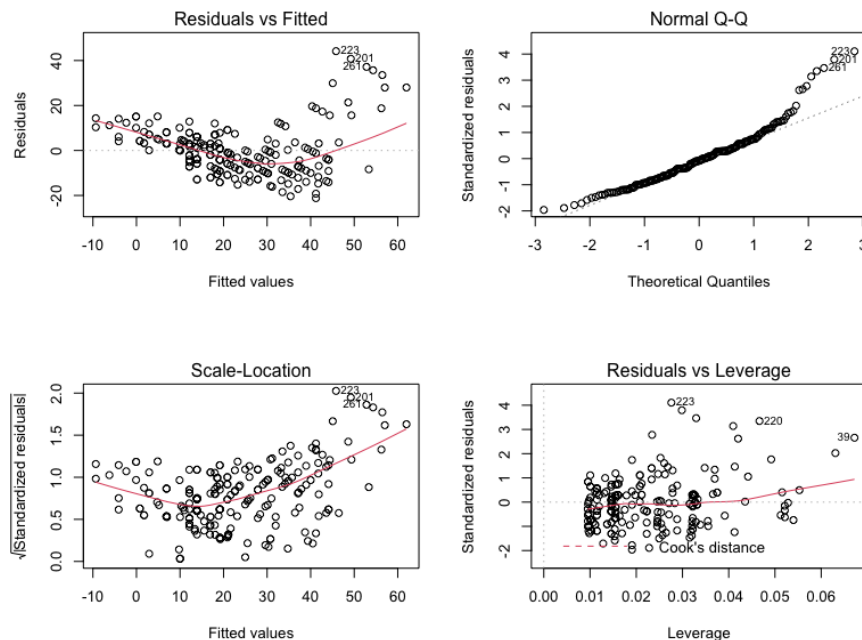 Residuals vs Fitted
Residuals
40
20
0
-20
223
201
261
-10 0 10 20 30 40 50 60
Fitted values
Normal Q-Q
Standardized residuals
4
3
2
1
0
-1
-2
223
201
261
-3 -2 -1 0 1 2 3
Theoretical Quantiles
Scale-Location
√|Standardized residuals|
2.0
1.5
1.0
0.5
0.0
223
201
261
-10 0 10 20 30 40 50 60
Fitted values
Residuals vs Leverage
Standardized residuals
4
3
2
1
0
-2
223
220
39
Cook's distance
0.00 0.01 0.02 0.03 0.04 0.05 0.06
Leverage